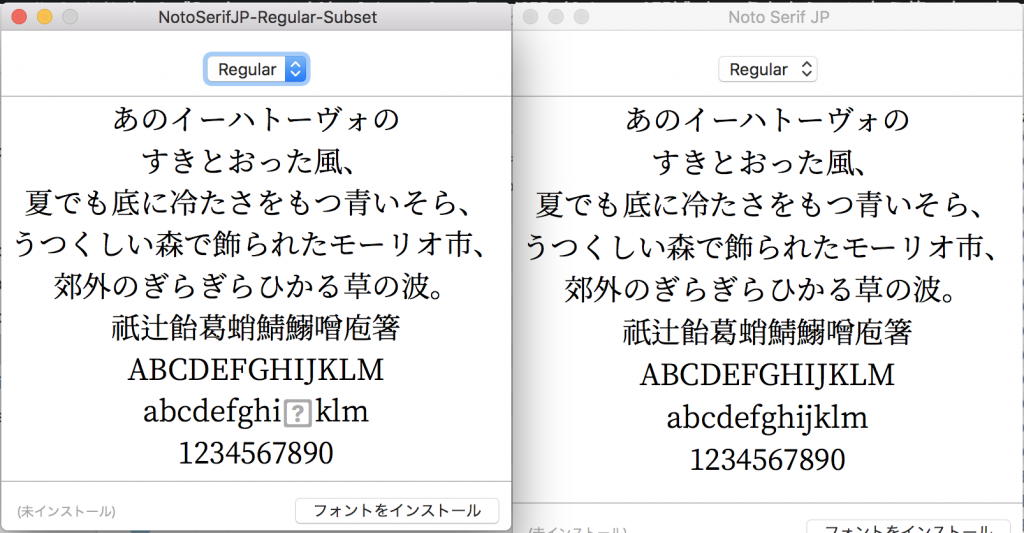 NotoSerifJP-Regular-Subset
Regular
あのイーハトーヴォの
すきとおった風、
夏でも底に冷たさをもつ青いそら、
うつくしい森で飾られたモーリオ市、
郊外のぎらぎらひかる草の波。
祇辻飴葛蛸鯖鰯噌庖箸
ABCDEFGHIJKLM
abcdefghi?klm
1234567890
(未インストール)
フォントをインストール
Noto Serif JP
Regular
あのイーハトーヴォの
すきとおった風、
夏でも底に冷たさをもつ青いそら、
うつくしい森で飾られたモーリオ市、
郊外のぎらぎらひかる草の波。
祇辻飴葛蛸鯖鰯噌庖箸
ABCDEFGHIJKLM
abcdefghijklm
1234567890
(未インストール)
フォントをインストール